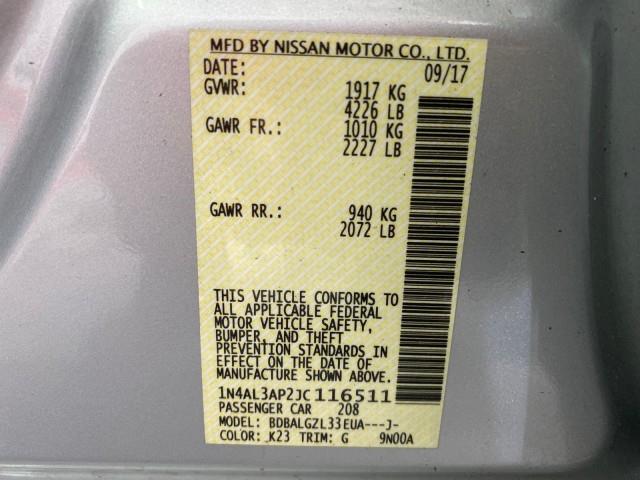 MFD BY NISSAN MOTOR CO., LTD.
DATE: 09/17
GVWR: 1917 KG
4226 LB
GAWR FR.: 1010 KG
2227 LB
GAWR RR.: 940 KG
2072 LB
THIS VEHICLE CONFORMS TO
ALL APPLICABLE FEDERAL
MOTOR VEHICLE SAFETY,
BUMPER, AND THEFT
PREVENTION STANDARDS IN
EFFECT ON THE DATE OF
MANUFACTURE SHOWN ABOVE.
1N4AL3AP2JC116511
PASSENGER CAR 208
MODEL: BDBALGZL33EUA---J-
COLOR: K23 TRIM: G 9N00A